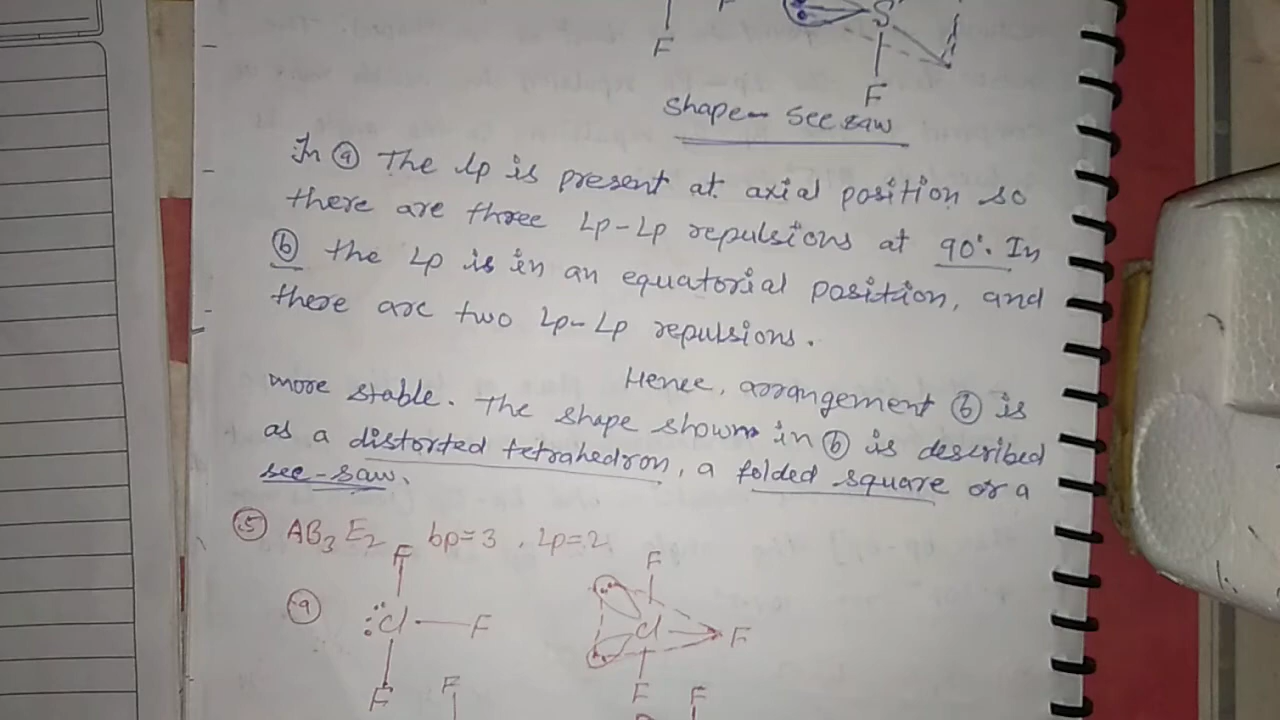 F
F
S
F
Shape- See saw
In ⓐ The lp is present at axial position so
there are three Lp-Lp repulsions at 90°. In
ⓑ the Lp is in an equatorial position, and
there are two Lp-Lp repulsions.
Hence, arrangement ⓑ is
more stable. The shape shown in ⓑ is described
as a distorted tetrahedron, a folded square or a
see-saw.
⑤ AB3E2 bp=3, Lp=2
F F
ⓐ :Cl — F Cl F
F F
F F